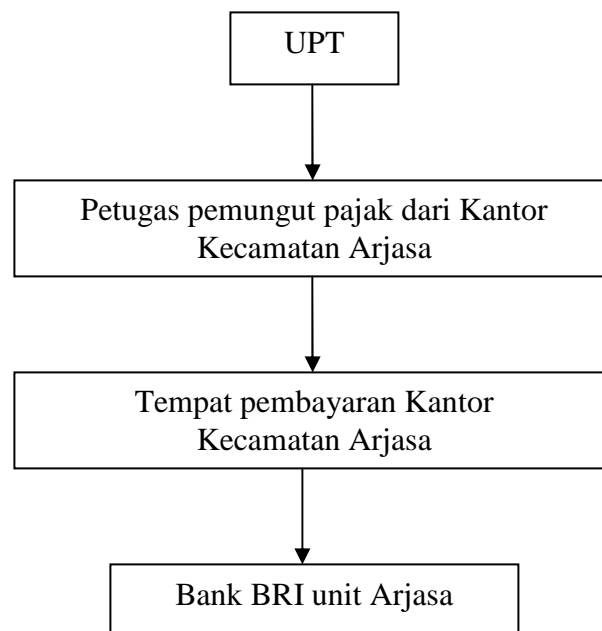 UPT
Petugas pemungut pajak dari Kantor
Kecamatan Arjasa
Tempat pembayaran Kantor
Kecamatan Arjasa
Bank BRI unit Arjasa